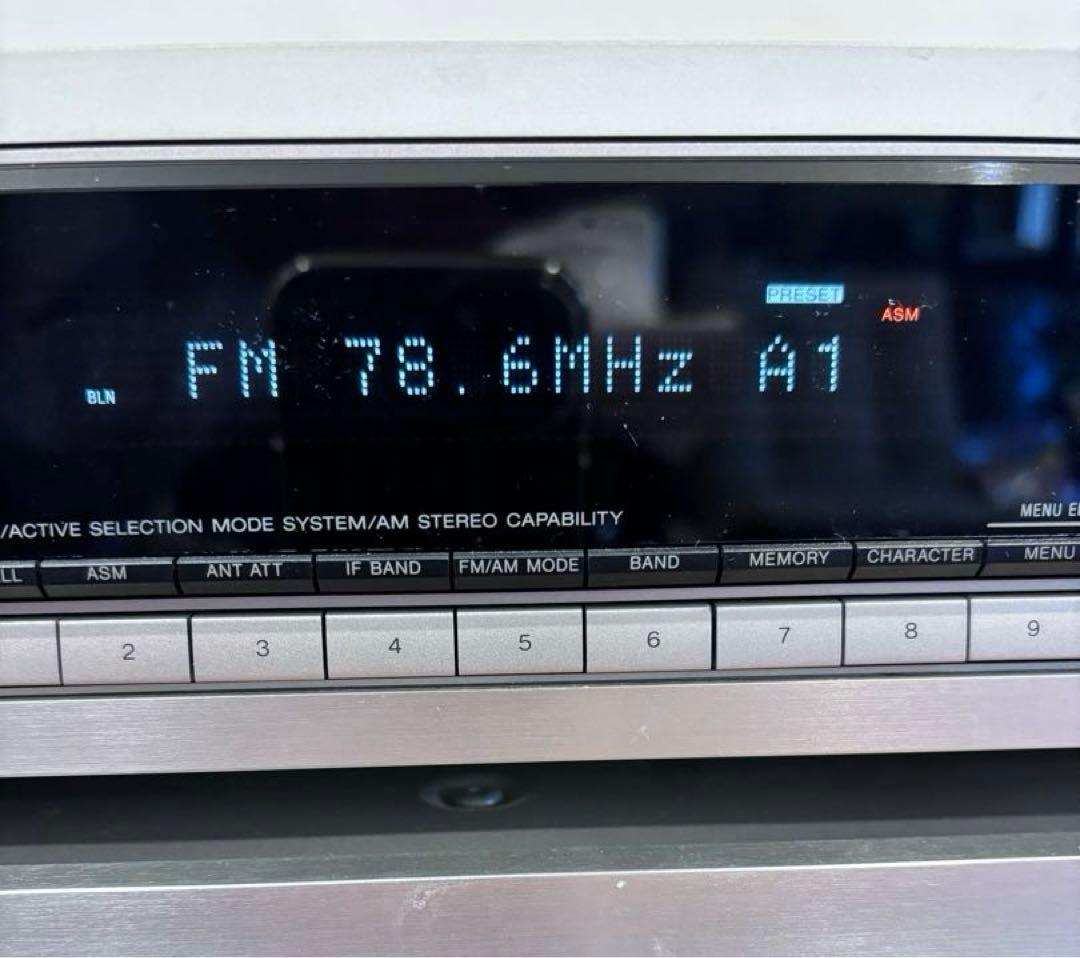 PRESET
ASM
BLN FM 78.6MHz A1
/ACTIVE SELECTION MODE SYSTEM/AM STEREO CAPABILITY
MENU
LL ASM ANT ATT IF BAND FM/AM MODE BAND MEMORY CHARACTER MENU
2 3 4 5 6 7 8 9